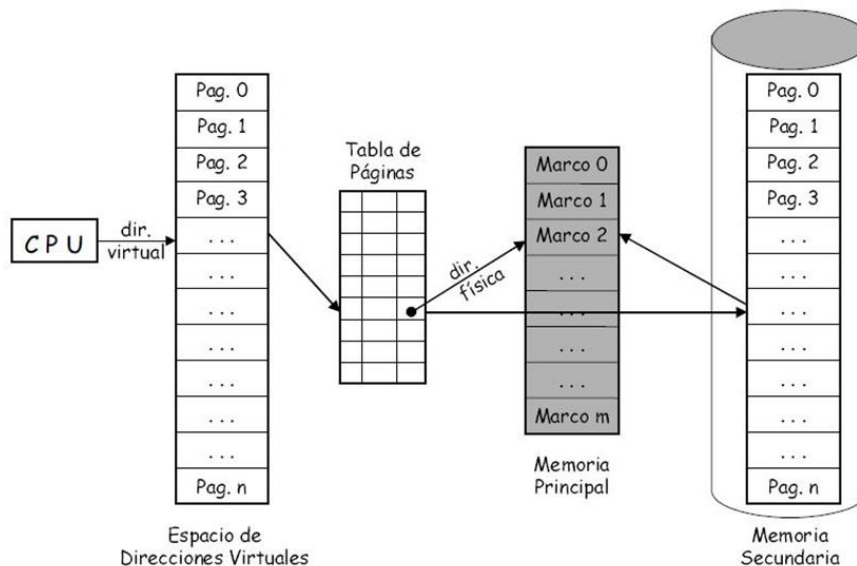 CPU
dir.
virtual
Pag. 0
Pag. 1
Pag. 2
Pag. 3
. . .
. . .
. . .
. . .
. . .
. . .
. . .
Pag. n
Espacio de
Direcciones Virtuales
Tabla de
Páginas
dir.
física
Marco 0
Marco 1
Marco 2
. . .
. . .
. . .
. . .
Marco m
Memoria
Principal
Pag. 0
Pag. 1
Pag. 2
Pag. 3
. . .
. . .
. . .
. . .
. . .
. . .
. . .
Pag. n
Memoria
Secundaria